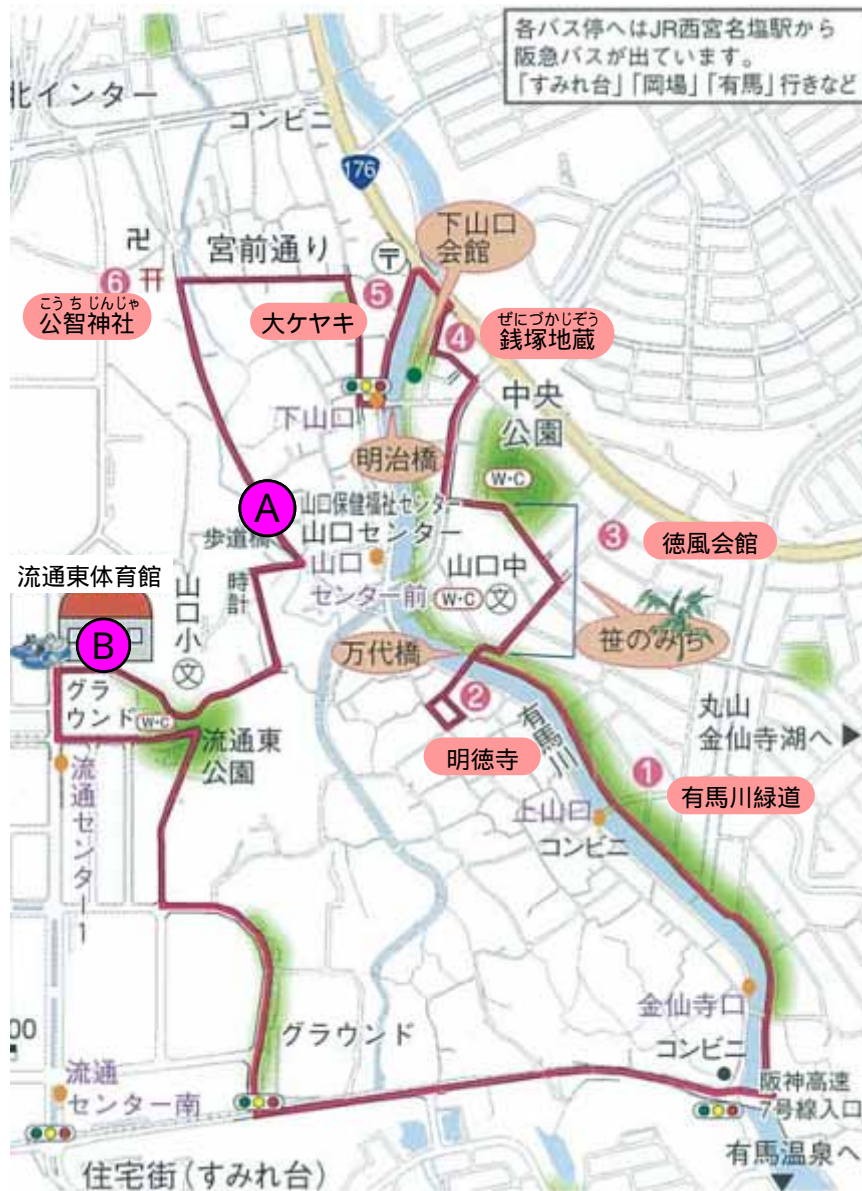 各バス停へはJR西宮名塩駅から
阪急バスが出ています。
「すみれ台」「岡場」「有馬」行きなど
北インター
コンビニ
176
卍
宮前通り
〒
下山口
会館
6
5
こうちじんじゃ
公智神社
大ケヤキ
4
ぜにづかじぞう
銭塚地蔵
下山口
明治橋
中央
公園
W・C
A
山口保健福祉センター
歩道橋
山口センター
3
徳風会館
流通東体育館
時計
山口
センター前
W・C
山口中
文
笹のみち
B
山口小
文
万代橋
グラ
ウンド
W・C
2
有馬川
丸山
金仙寺湖へ
流通東
公園
明徳寺
1
有馬川緑道
流通センター1
上山口
コンビニ
金仙寺口
00
グラウンド
コンビニ
流通
センター南
阪神高速
7号線入口
有馬温泉へ
住宅街(すみれ台)